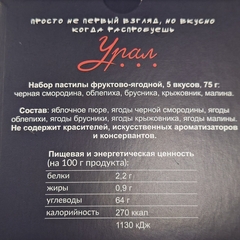 ПРОСТО НЕ ПЕРВЫЙ ВЗГЛЯД, НО ВКУСНО
КОГДА РАСПРОБУЕШЬ
Урал
Набор пастилы фруктово-ягодной, 5 вкусов, 75 г:
черная смородина, облепиха, брусника, крыжовник, малина.
Состав: яблочное пюре, ягоды черной смородины, ягоды
облепихи, ягоды брусники, ягоды крыжовника, ягоды малины.
Не содержит красителей, искусственных ароматизаторов
и консервантов.
Пищевая и энергетическая ценность
(на 100 г продукта):
белки 2,2 г
жиры 0,9 г
углеводы 64 г
калорийность 270 ккал
1130 кДж